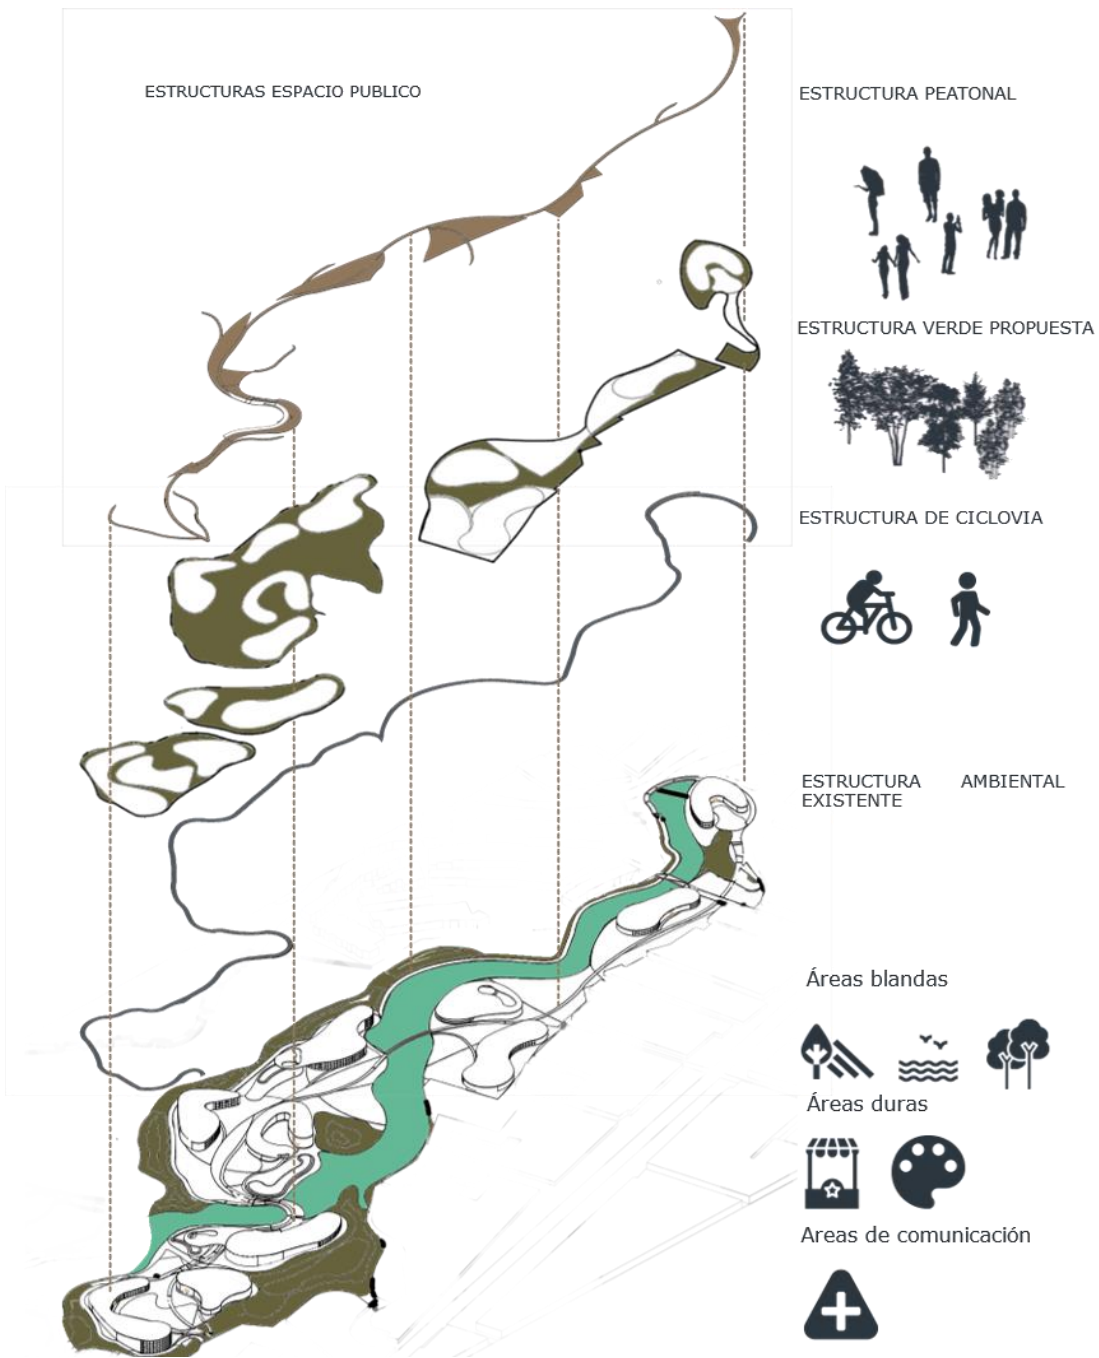 ESTRUCTURAS ESPACIO PUBLICO
ESTRUCTURA PEATONAL
ESTRUCTURA VERDE PROPUESTA
ESTRUCTURA DE CICLOVIA
ESTRUCTURA AMBIENTAL
EXISTENTE
Áreas blandas
Áreas duras
Areas de comunicación